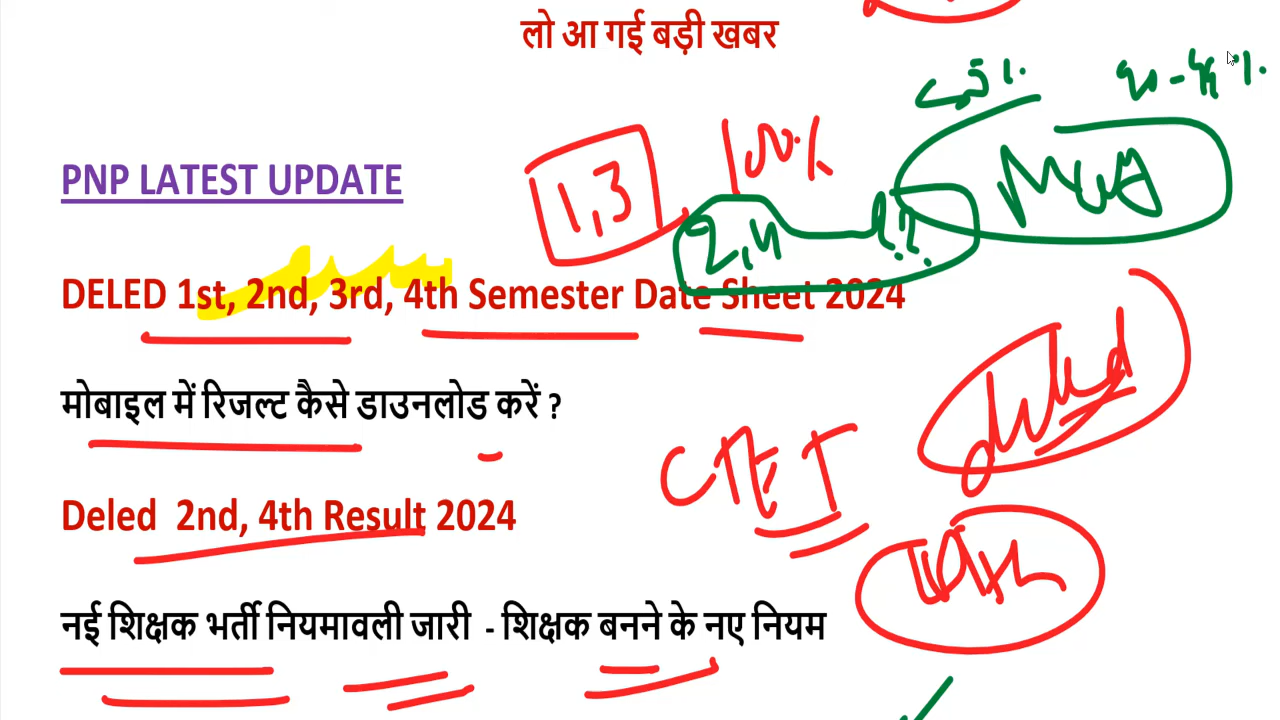 लो आ गई बड़ी खबर
PNP LATEST UPDATE
1,3
100%
2,4 ??
DELED 1st, 2nd, 3rd, 4th Semester Date Sheet 2024
मोबाइल में रिजल्ट कैसे डाउनलोड करें ?
CTET
Deled 2nd, 4th Result 2024
नई शिक्षक भर्ती नियमावली जारी - शिक्षक बनने के नए नियम